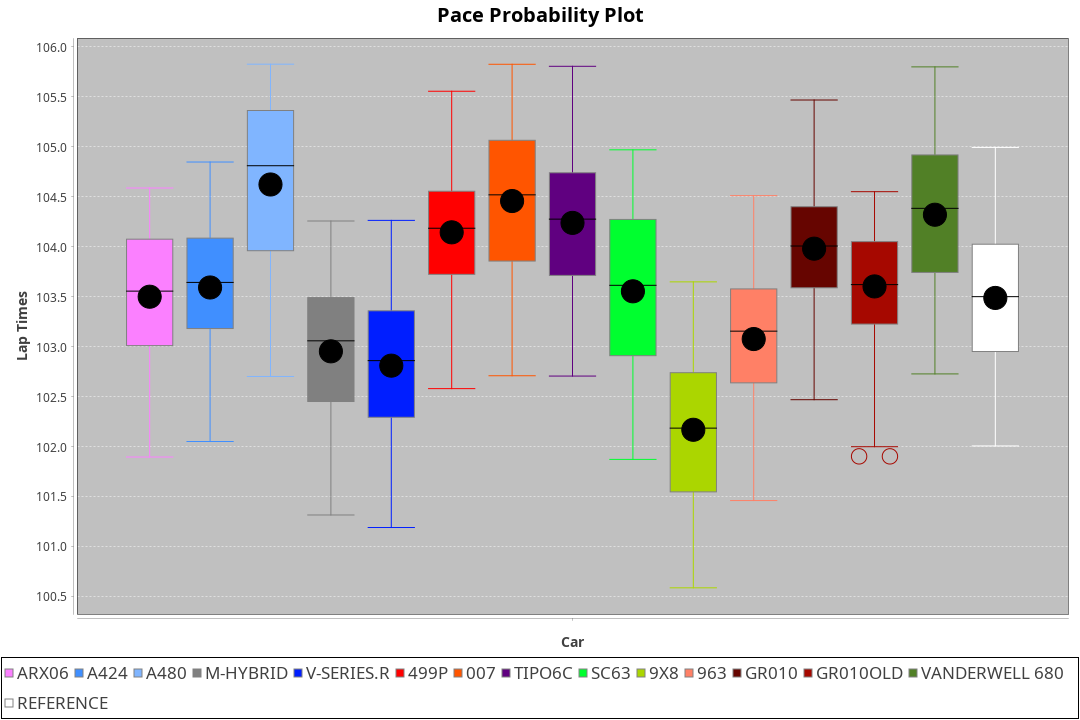 Pace Probability Plot
106.0
105.5
105.0
104.5
104.0
103.5
103.0
102.5
102.0
101.5
101.0
100.5
Lap Times
Car
ARX06 A424 A480 M-HYBRID V-SERIES.R 499P 007 TIPO6C SC63 9X8 963 GR010 GR010OLD VANDERWELL 680
REFERENCE